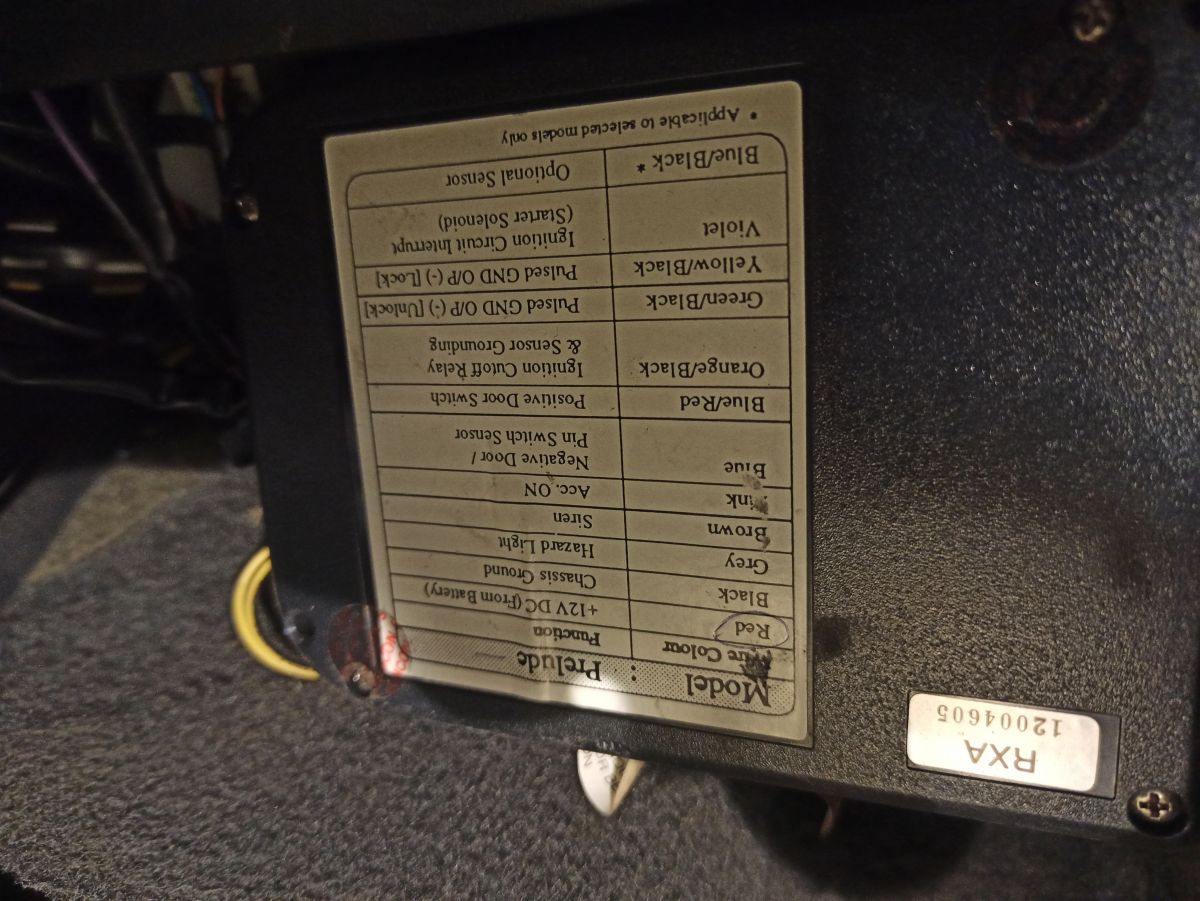 Model : Prelude
Wire Colour Function
Red +12V DC (From Battery)
Black Chassis Ground
Grey Hazard Light
Brown Siren
Pink Acc. ON
Blue Negative Door /
Pin Switch Sensor
Blue/Red Positive Door Switch
Orange/Black Ignition Cutoff Relay
& Sensor Grounding
Green/Black Pulsed GND O/P (-) [Unlock]
Yellow/Black Pulsed GND O/P (-) [Lock]
Violet Ignition Circuit Interrupt
(Starter Solenoid)
Blue/Black * Optional Sensor
* Applicable to selected models only
RXA
12004605